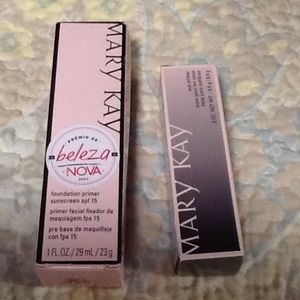 MARY KAY
PRÊMIO DE
beleza
NOVA
foundation primer
sunscreen spf 15
primer facial fixador de
maquiagem fps 15
pre base de maquillaje
con fps 15
1 FL. OZ. / 29 mL / 23 g
MARY KAY